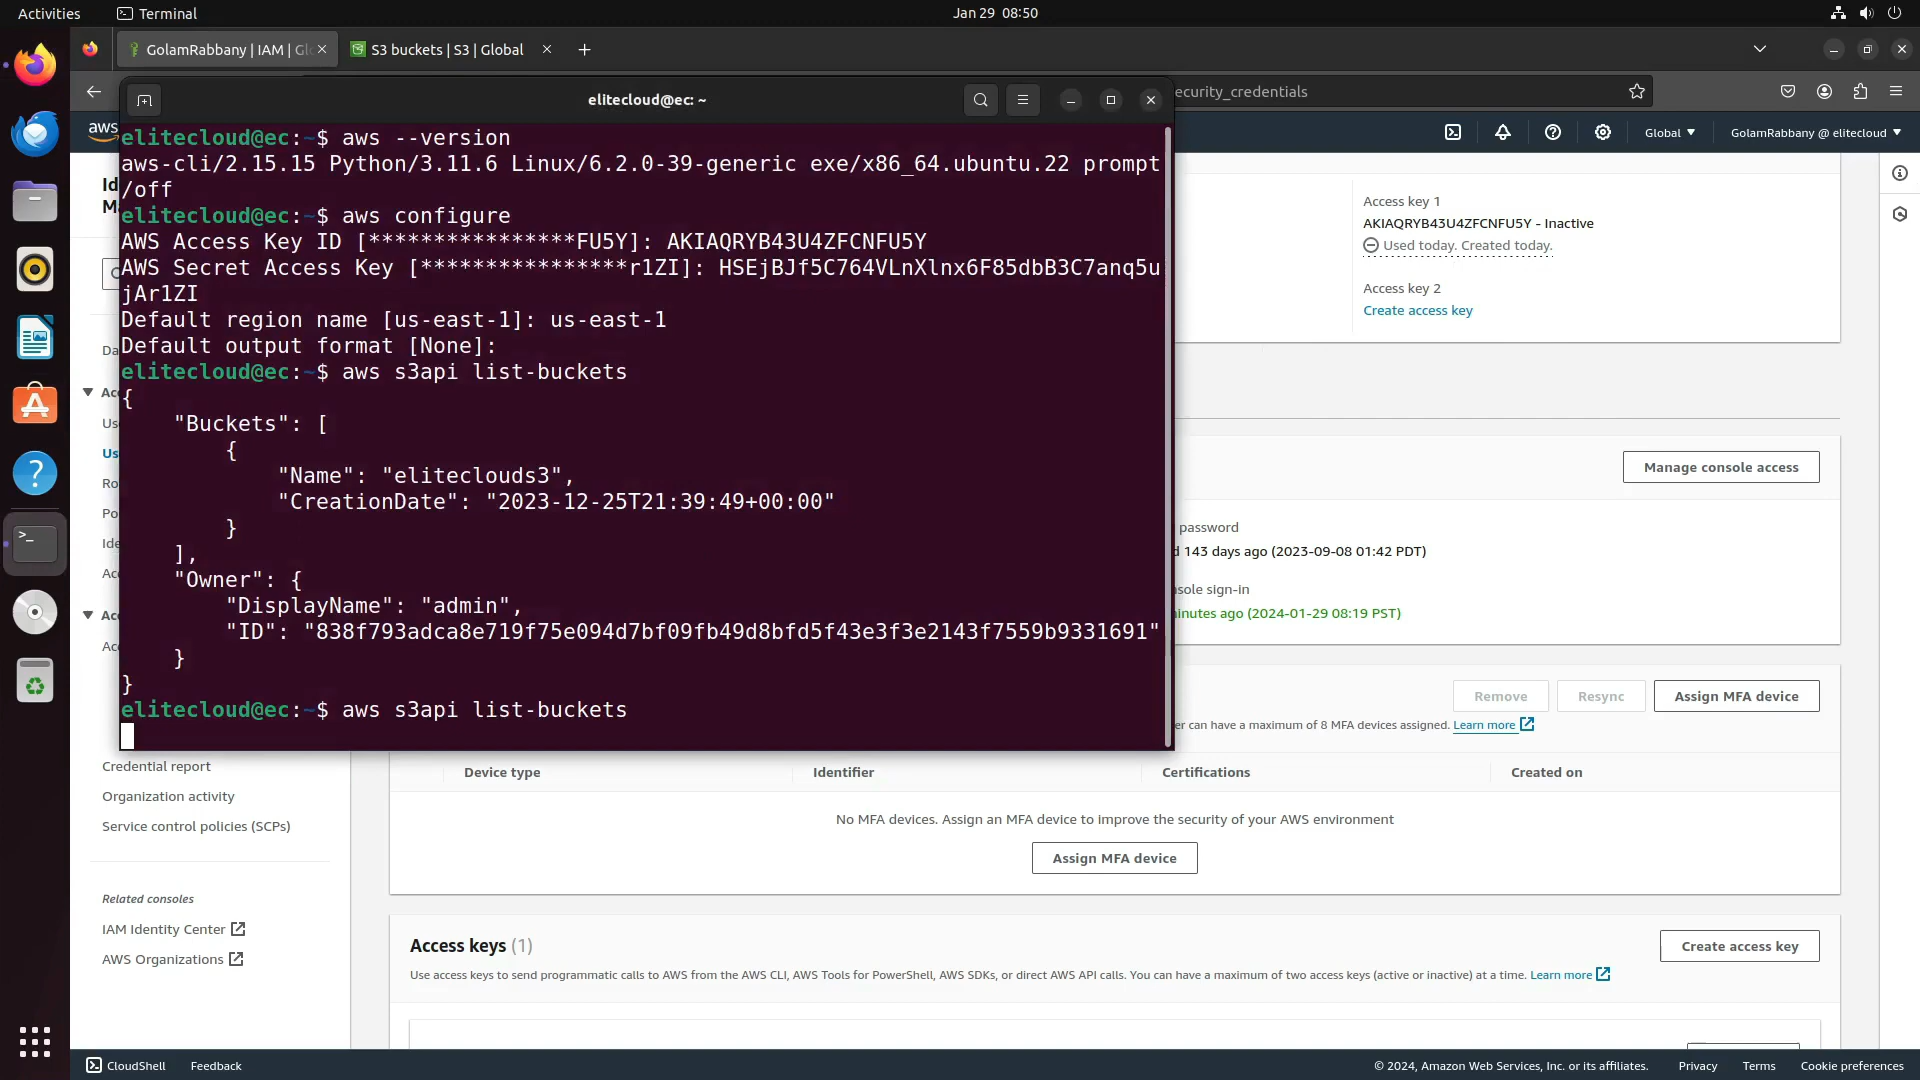 Activities
Terminal
Jan 29 08:50
GolamRabbany | IAM | Gl
S3 buckets | S3 | Global
elitecloud@ec: ~
ecurity_credentials
aws
Global
GolamRabbany @ elitecloud
elitecloud@ec:~$ aws --version
aws-cli/2.15.15 Python/3.11.6 Linux/6.2.0-39-generic exe/x86_64.ubuntu.22 prompt
/off
elitecloud@ec:~$ aws configure
AWS Access Key ID [****************FU5Y]: AKIAQRYB43U4ZFCNFU5Y
AWS Secret Access Key [****************r1ZI]: HSEjBJf5C764VLnXlnx6F85dbB3C7anq5u
jAr1ZI
Default region name [us-east-1]: us-east-1
Default output format [None]:
elitecloud@ec:~$ aws s3api list-buckets
{
"Buckets": [
{
"Name": "eliteclouds3",
"CreationDate": "2023-12-25T21:39:49+00:00"
}
],
"Owner": {
"DisplayName": "admin",
"ID": "838f793adca8e719f75e094d7bf09fb49d8bfd5f43e3f3e2143f7559b9331691"
}
}
elitecloud@ec:~$ aws s3api list-buckets
Id
M
Da
Acc
Us
Us
Ro
Po
Ide
Acc
Acc
Acc
Credential report
Organization activity
Service control policies (SCPs)
Related consoles
IAM Identity Center
AWS Organizations
Access key 1
AKIAQRYB43U4ZFCNFU5Y - Inactive
Used today. Created today.
Access key 2
Create access key
Manage console access
password
d 143 days ago (2023-09-08 01:42 PDT)
sole sign-in
inutes ago (2024-01-29 08:19 PST)
Remove
Resync
Assign MFA device
er can have a maximum of 8 MFA devices assigned. Learn more
Device type
Identifier
Certifications
Created on
No MFA devices. Assign an MFA device to improve the security of your AWS environment
Assign MFA device
Access keys (1)
Create access key
Use access keys to send programmatic calls to AWS from the AWS CLI, AWS Tools for PowerShell, AWS SDKs, or direct AWS API calls. You can have a maximum of two access keys (active or inactive) at a time. Learn more
CloudShell
Feedback
© 2024, Amazon Web Services, Inc. or its affiliates.
Privacy
Terms
Cookie preferences